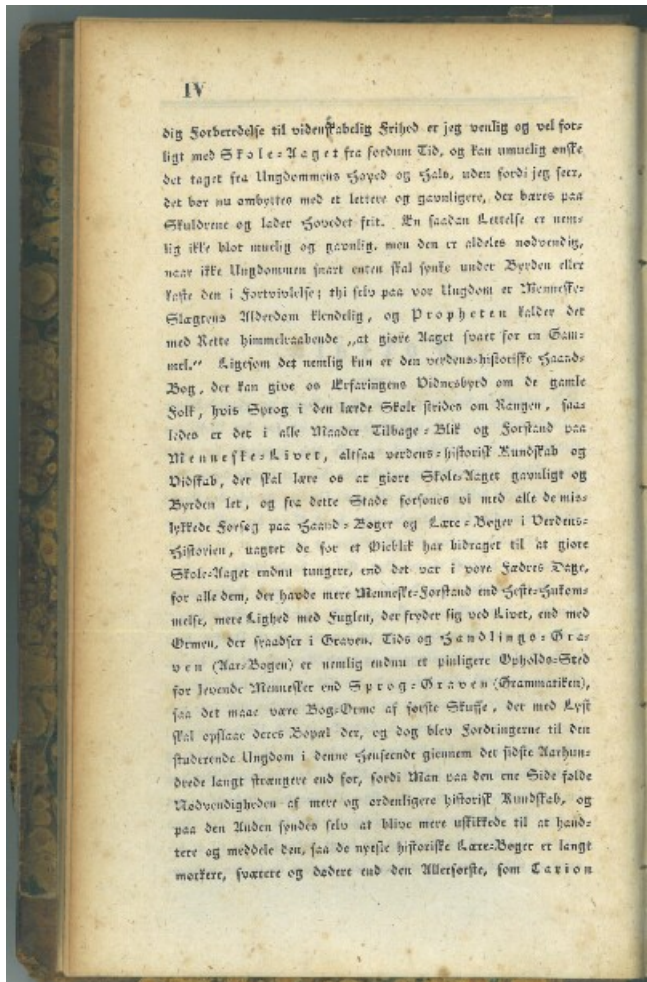 IV
dig Forberedelse til videnskabelig Frihed er jeg venlig og vel for-
ligt med Skole-Aaget fra fordum Tid, og kan umuelig ønske
det taget fra Ungdommens Hoved og Hals, uden fordi jeg seer,
det bør nu ombyttes med et lettere og gavnligere, der bæres paa
Skuldrene og lader Hovedet frit. En saadan Lettelse er nem-
lig ikke blot muelig og gavnlig, men den er aldeles nødvendig,
naar ikke Ungdommen snart enten skal synke under Byrden eller
kaste den i Fortvivlelse; thi selv paa vor Ungdom er Menneske-
Slægtens Alderdom kiendelig, og Propheten kalder det
med Rette himmelraabende „at giøre Aaget svaet for en Gam-
mel.“ Ligesom det nemlig kun er den verdens-historiske Haand-
Bog, der kan give os Erfaringens Vidnesbyrd om de gamle
Folk, hvis Sprog i den lærde Skole strides om Rangen, saa-
ledes er det i alle Maader Tilbage-Blik og Forstand paa
Menneske-Livet, altsaa verdens-historisk Kundskab og
Vidskab, der skal lære os at giøre Skole-Aaget gavnligt og
Byrden let, og fra dette Stade forsones vi med alle de mis-
lykkede Forsøg paa Haand-Bøger og Lære-Bøger i Verdens-
Historien, uagtet de for et Øieblik har bidraget til at giøre
Skole-Aaget endnu tungere, end det var i vore Fædres Dage,
for alle dem, der havde mere Menneske-Forstand end Heste-Hukom-
melse, mere Lighed med Fuglen, der fryder sig ved Livet, end med
Ormen, der fraadser i Graven. Tids og Handlings-Gra-
ven (Aar-Bogen) er nemlig endnu et pinligere Opholds-Sted
for levende Mennesker end Sprog-Graven (Grammatiken),
saa det maae være Bog-Orme af første Skuffe, der med Lyst
skal opslaae deres Bopæl der, og dog blev Fordringerne til den
studerende Ungdom i denne Henseende giennem det sidste Aarhun-
drede langt strængere end før, fordi Man paa den ene Side følde
Nødvendigheden af mere og ordenligere historisk Kundskab, og
paa den Anden syndes selv at blive mere uskikkede til at hand-
tere og meddele den, saa de nyeste historiske Lære-Bøger er langt
mørkere, sværere og dødere end den Allerførste, som Carion